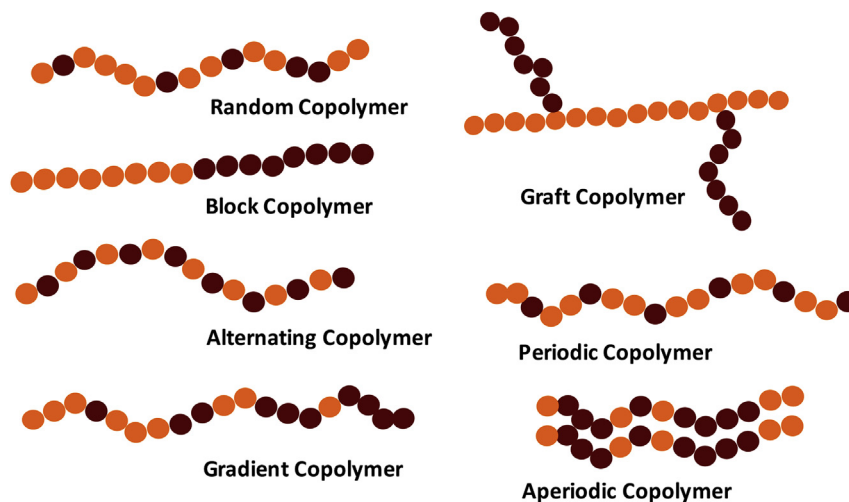 Random Copolymer
Block Copolymer
Alternating Copolymer
Gradient Copolymer
Graft Copolymer
Periodic Copolymer
Aperiodic Copolymer